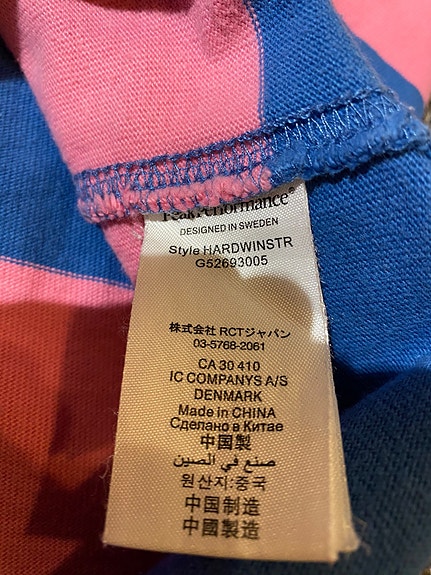 PeakPerformance®
DESIGNED IN SWEDEN
Style HARDWINSTR
G52693005
株式会社 RCTジャパン
03-5768-2061
CA 30 410
IC COMPANYS A/S
DENMARK
Made in CHINA
Сделано в Китае
中国製
صنع في الصين
원산지:중국
中国制造
中國製造